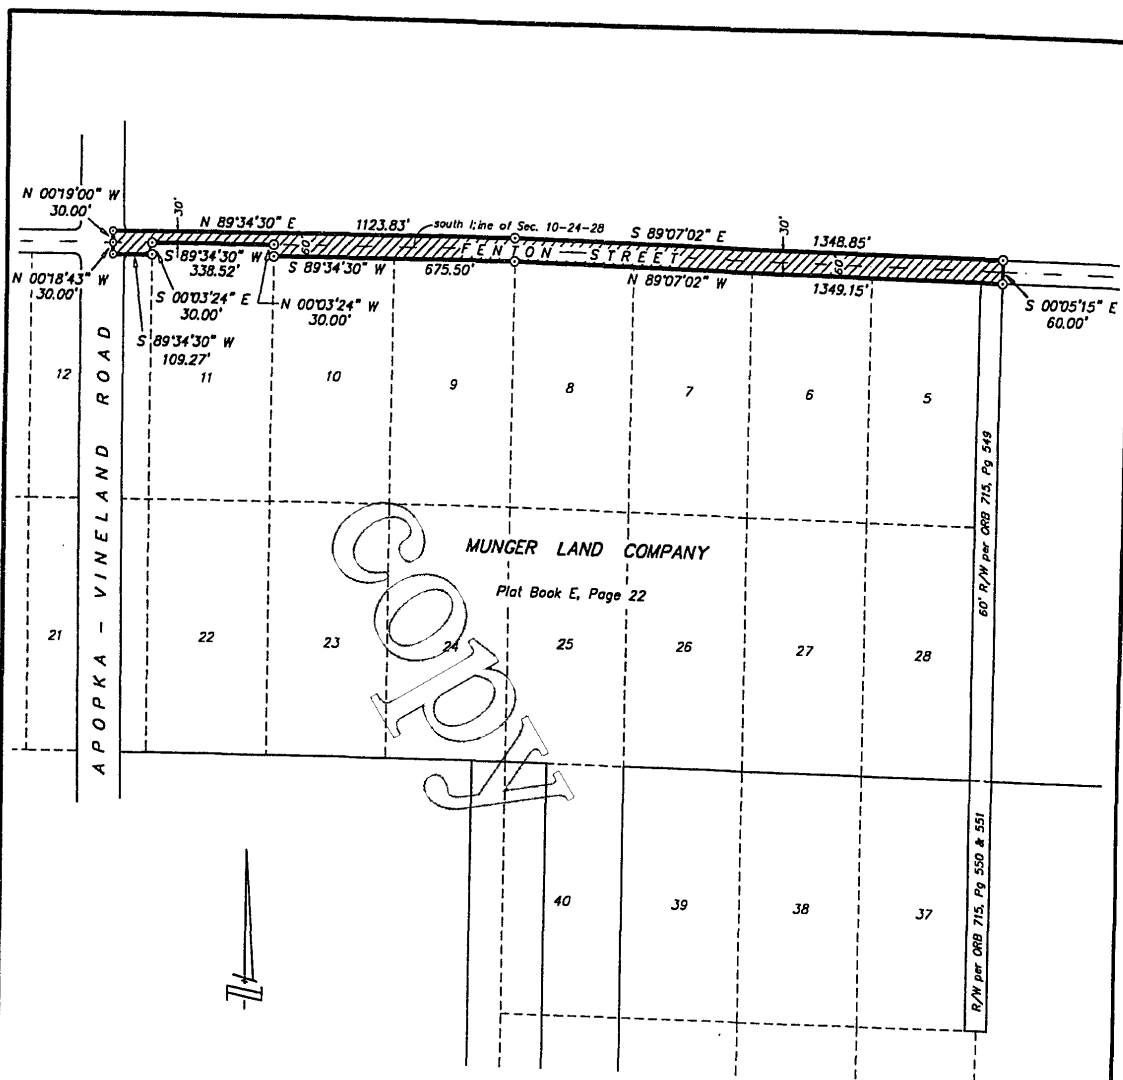 N 00°19'00" W
30.00'
30'
N 89°34'30" E
1123.83'
south line of Sec. 10-24-28
S 89°07'02" E
30'
1348.85'
60'
FENTON STREET
60'
N 00°18'43" W
30.00'
S 89°34'30" W
338.52'
S 89°34'30" W
675.50'
N 89°07'02" W
1349.15'
S 00°03'24" E
30.00'
N 00°03'24" W
30.00'
S 00°05'15" E
60.00'
S 89°34'30" W
109.27'
12
11
10
9
8
7
6
5
APOPKA - VINELAND ROAD
60' R/W per ORB 715, Pg 549
MUNGER LAND COMPANY
Plat Book E, Page 22
Copy
21
22
23
24
25
26
27
28
40
39
38
37
R/W per ORB 715, Pg 550 & 551